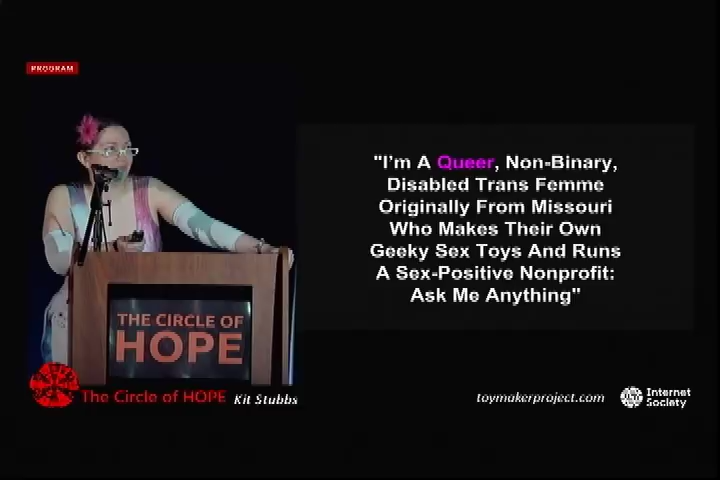 PROGRAM
"I'm A Queer, Non-Binary,
Disabled Trans Femme
Originally From Missouri
Who Makes Their Own
Geeky Sex Toys And Runs
A Sex-Positive Nonprofit:
Ask Me Anything"
THE CIRCLE OF
HOPE
The Circle of HOPE Kit Stubbs
toymakerproject.com
Internet
Society